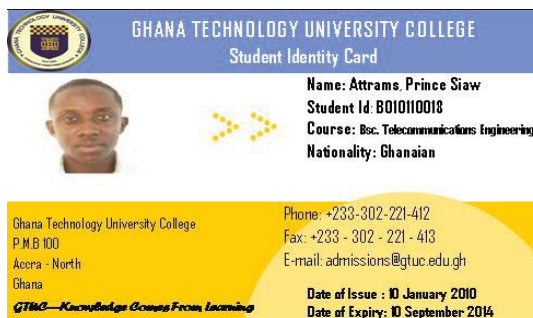 GHANA TECHNOLOGY UNIVERSITY COLLEGE
Student Identity Card
Name: Attrams, Prince Siaw
Student Id: B010110018
Course: Bsc. Telecommunications Engineering
Nationality: Ghanaian
Ghana Technology University College
P.M.B 100
Accra - North
Ghana
GTUC—Knowledge Comes From Learning
Phone: +233-302-221-412
Fax: +233 - 302 - 221 - 413
E-mail: admissions@gtuc.edu.gh
Date of Issue : 10 January 2010
Date of Expiry: 10 September 2014